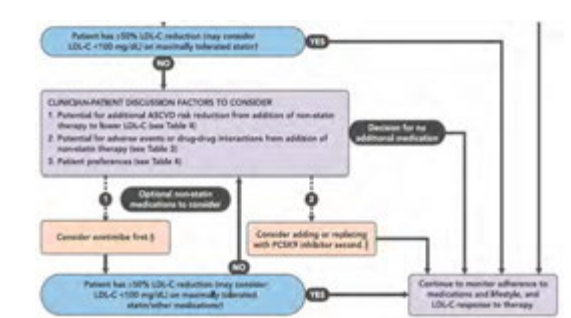 Patient has ≥50% LDL-C reduction (may consider
LDL-C <100 mg/dL) on maximally tolerated statin†
YES
NO
CLINICIAN-PATIENT DISCUSSION FACTORS TO CONSIDER
1. Potential for additional ASCVD risk reduction from addition of non-statin
therapy to lower LDL-C (see Table 4)
2. Potential for adverse events or drug-drug interactions from addition of
non-statin therapy (see Table 3)
3. Patient preferences (see Table 4)
Decision for no
additional medication
1
Optional non-statin
medications to consider
2
Consider ezetimibe first.§
Consider adding or replacing
with PCSK9 inhibitor second.
NO
Patient has ≥50% LDL-C reduction (may consider
LDL-C <100 mg/dL) on maximally tolerated
statin/other medications†
YES
Continue to monitor adherence to
medications and lifestyle, and
LDL-C response to therapy